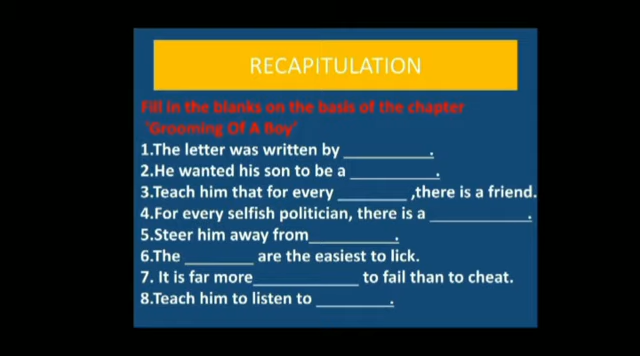 RECAPITULATION
Fill in the blanks on the basis of the chapter
'Grooming Of A Boy'
1.The letter was written by __________.
2.He wanted his son to be a __________.
3.Teach him that for every ________ ,there is a friend.
4.For every selfish politician, there is a ___________.
5.Steer him away from__________.
6.The ________ are the easiest to lick.
7. It is far more____________ to fail than to cheat.
8.Teach him to listen to _________.